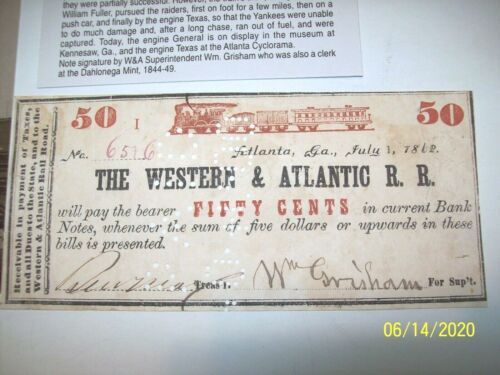 they were partially successful.
William Fuller, pursued the raiders, first on foot for a few miles, then on a
push car, and finally by the engine Texas, so that the Yankees were unable
to do much damage and, after a long chase, ran out of fuel, and were
captured. Today, the engine General is on display in the museum at
Kennesaw, Ga., and the engine Texas at the Atlanta Cyclorama.
Note signature by W&A Superintendent Wm. Grisham who was also a clerk
at the Dahlonega Mint, 1844-49.
Receivable in payment of Taxes,
and all Dues to the State, and to the
Western & Atlantic Rail Road.
50 I 50
No. 6516 Atlanta, Ga., July 1, 1862.
THE WESTERN & ATLANTIC R. R.
will pay the bearer FIFTY CENTS in current Bank
Notes, whenever the sum of five dollars or upwards in these
bills is presented.
Treas'r. Wm Grisham For Sup't.
06/14/2020